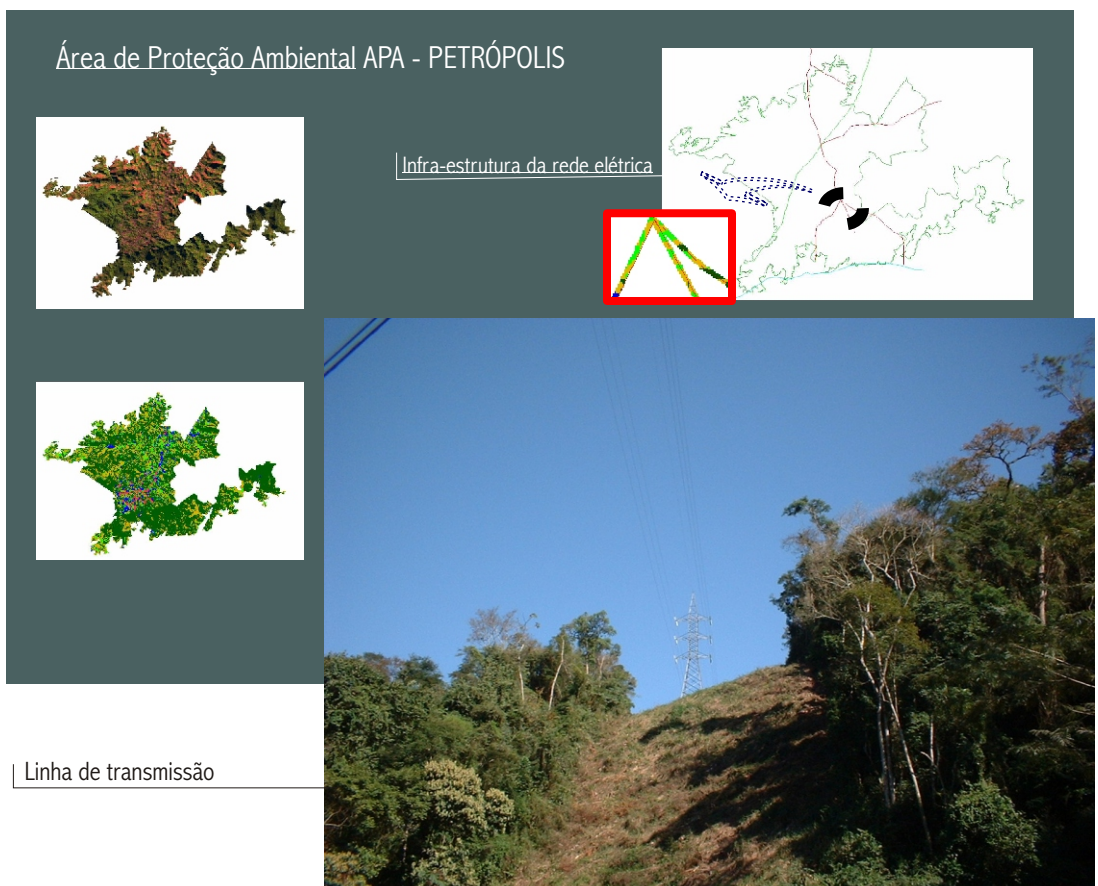 Área de Proteção Ambiental APA - PETRÓPOLIS
Infra-estrutura da rede elétrica
Linha de transmissão